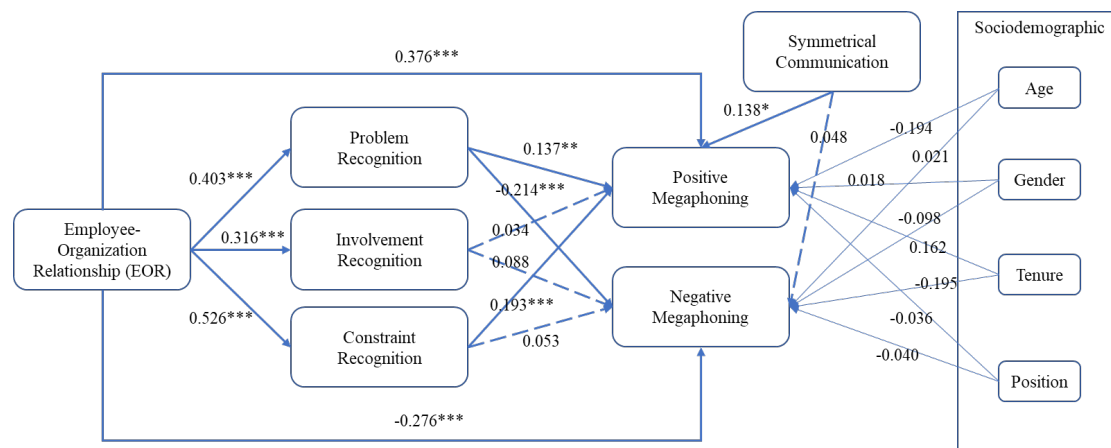 Sociodemographic
Symmetrical
Communication
0.376***
Age
0.138*
Problem
Recognition
0.048
-0.194
0.137**
0.021
Positive
Megaphoning
0.403***
-0.214***
0.018
Gender
Employee-
Organization
Relationship (EOR)
0.316***
Involvement
Recognition
0.034
-0.098
0.162
0.088
Tenure
Negative
Megaphoning
-0.195
0.193***
0.526***
Constraint
Recognition
0.053
-0.036
-0.040
Position
-0.276***